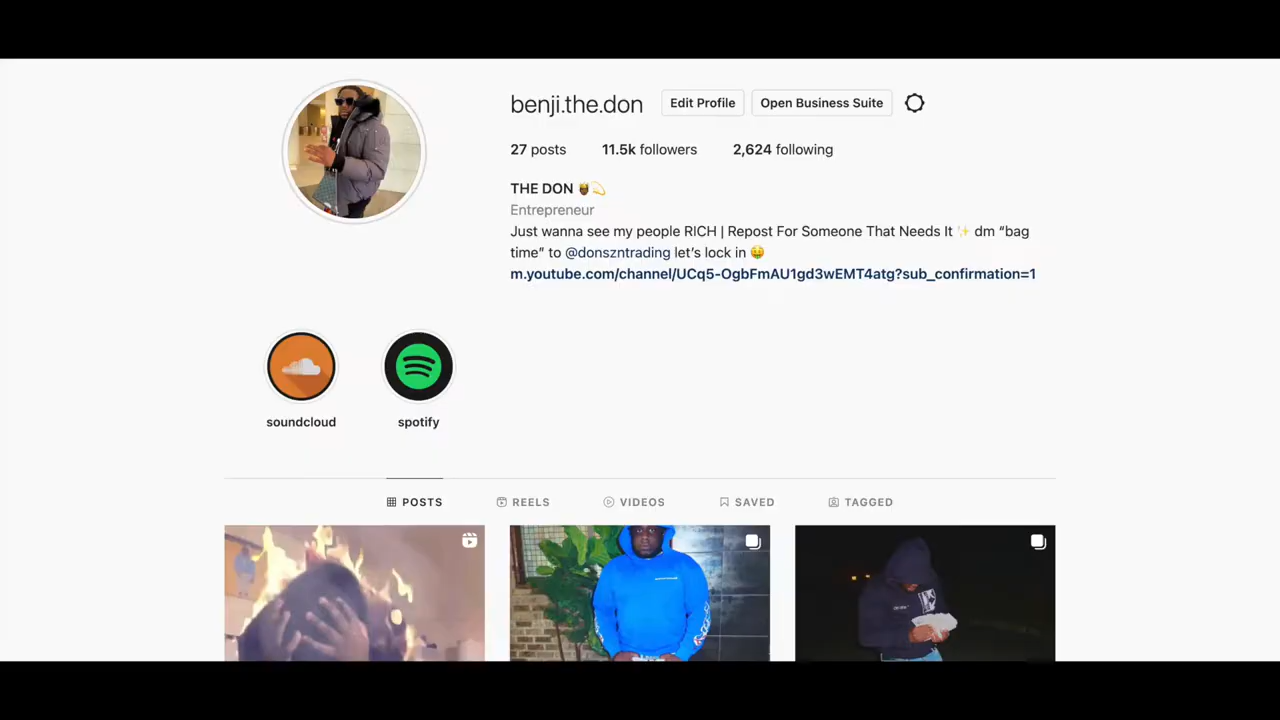 benji.the.don Edit Profile Open Business Suite
27 posts 11.5k followers 2,624 following
THE DON 🤴🏿💫
Entrepreneur
Just wanna see my people RICH | Repost For Someone That Needs It ✨ dm “bag
time” to @donszntrading let’s lock in 🤑
m.youtube.com/channel/UCq5-OgbFmAU1gd3wEMT4atg?sub_confirmation=1
soundcloud spotify
POSTS REELS VIDEOS SAVED TAGGED